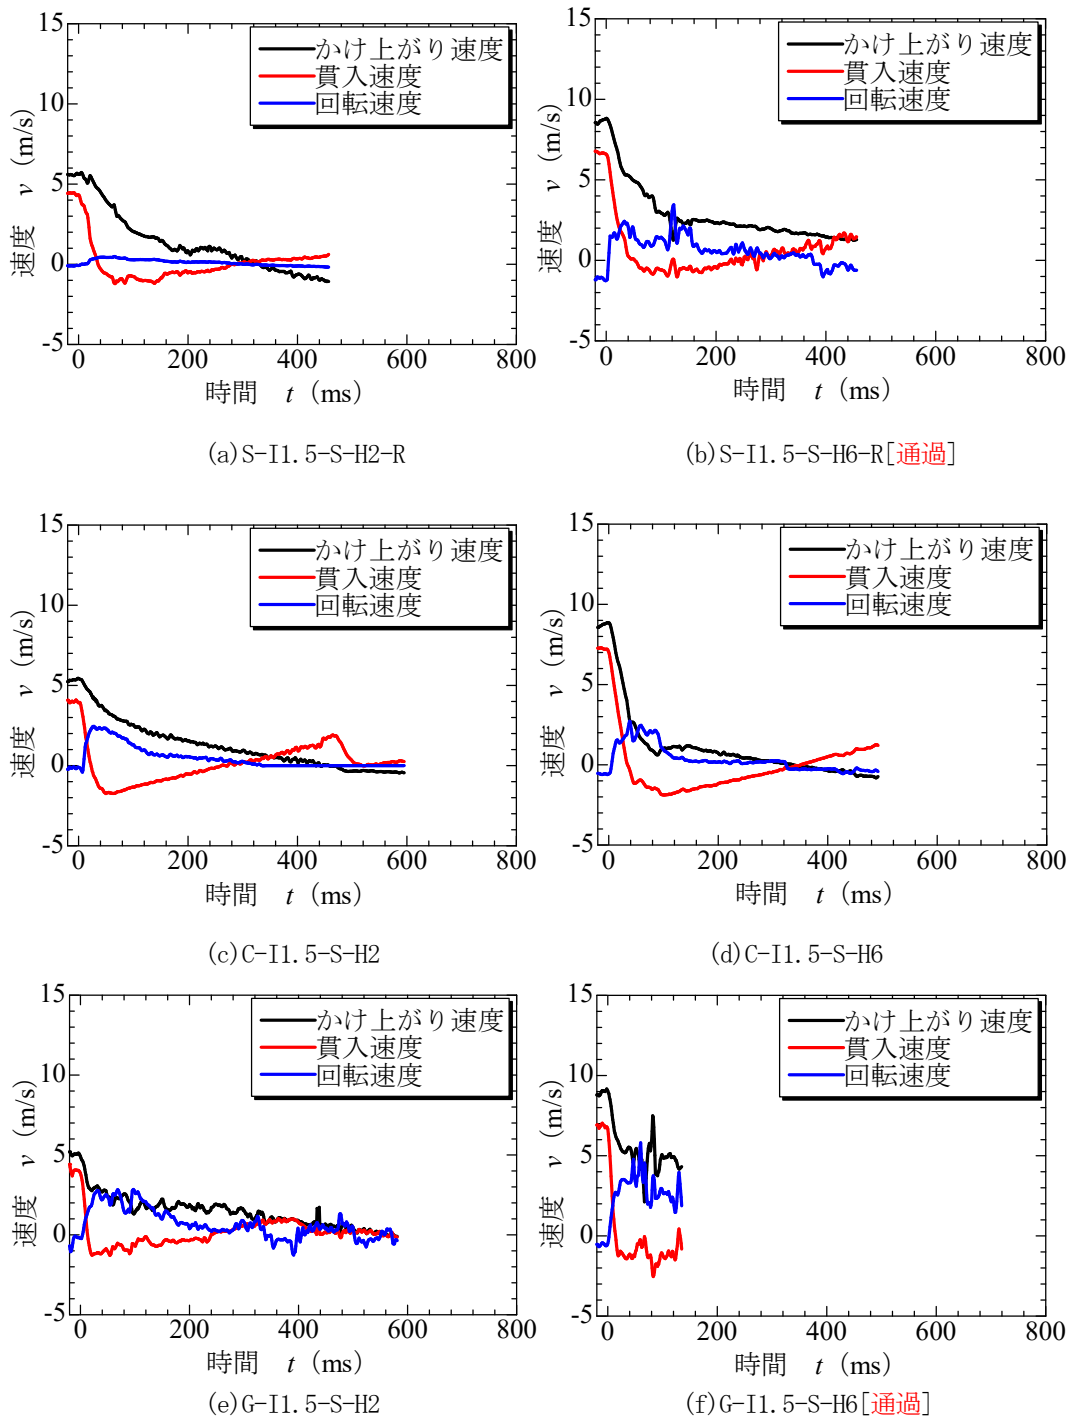 15
10
5
0
-5
速度 v (m/s)
かけ上がり速度
貫入速度
回転速度
0 200 400 600 800
時間 t (ms)
(a)S-I1.5-S-H2-R
15
10
5
0
-5
速度 v (m/s)
かけ上がり速度
貫入速度
回転速度
0 200 400 600 800
時間 t (ms)
(b)S-I1.5-S-H6-R[通過]
15
10
5
0
-5
速度 v (m/s)
かけ上がり速度
貫入速度
回転速度
0 200 400 600 800
時間 t (ms)
(c)C-I1.5-S-H2
15
10
5
0
-5
速度 v (m/s)
かけ上がり速度
貫入速度
回転速度
0 200 400 600 800
時間 t (ms)
(d)C-I1.5-S-H6
15
10
5
0
-5
速度 v (m/s)
かけ上がり速度
貫入速度
回転速度
0 200 400 600 800
時間 t (ms)
(e)G-I1.5-S-H2
15
10
5
0
-5
速度 v (m/s)
かけ上がり速度
貫入速度
回転速度
0 200 400 600 800
時間 t (ms)
(f)G-I1.5-S-H6[通過]